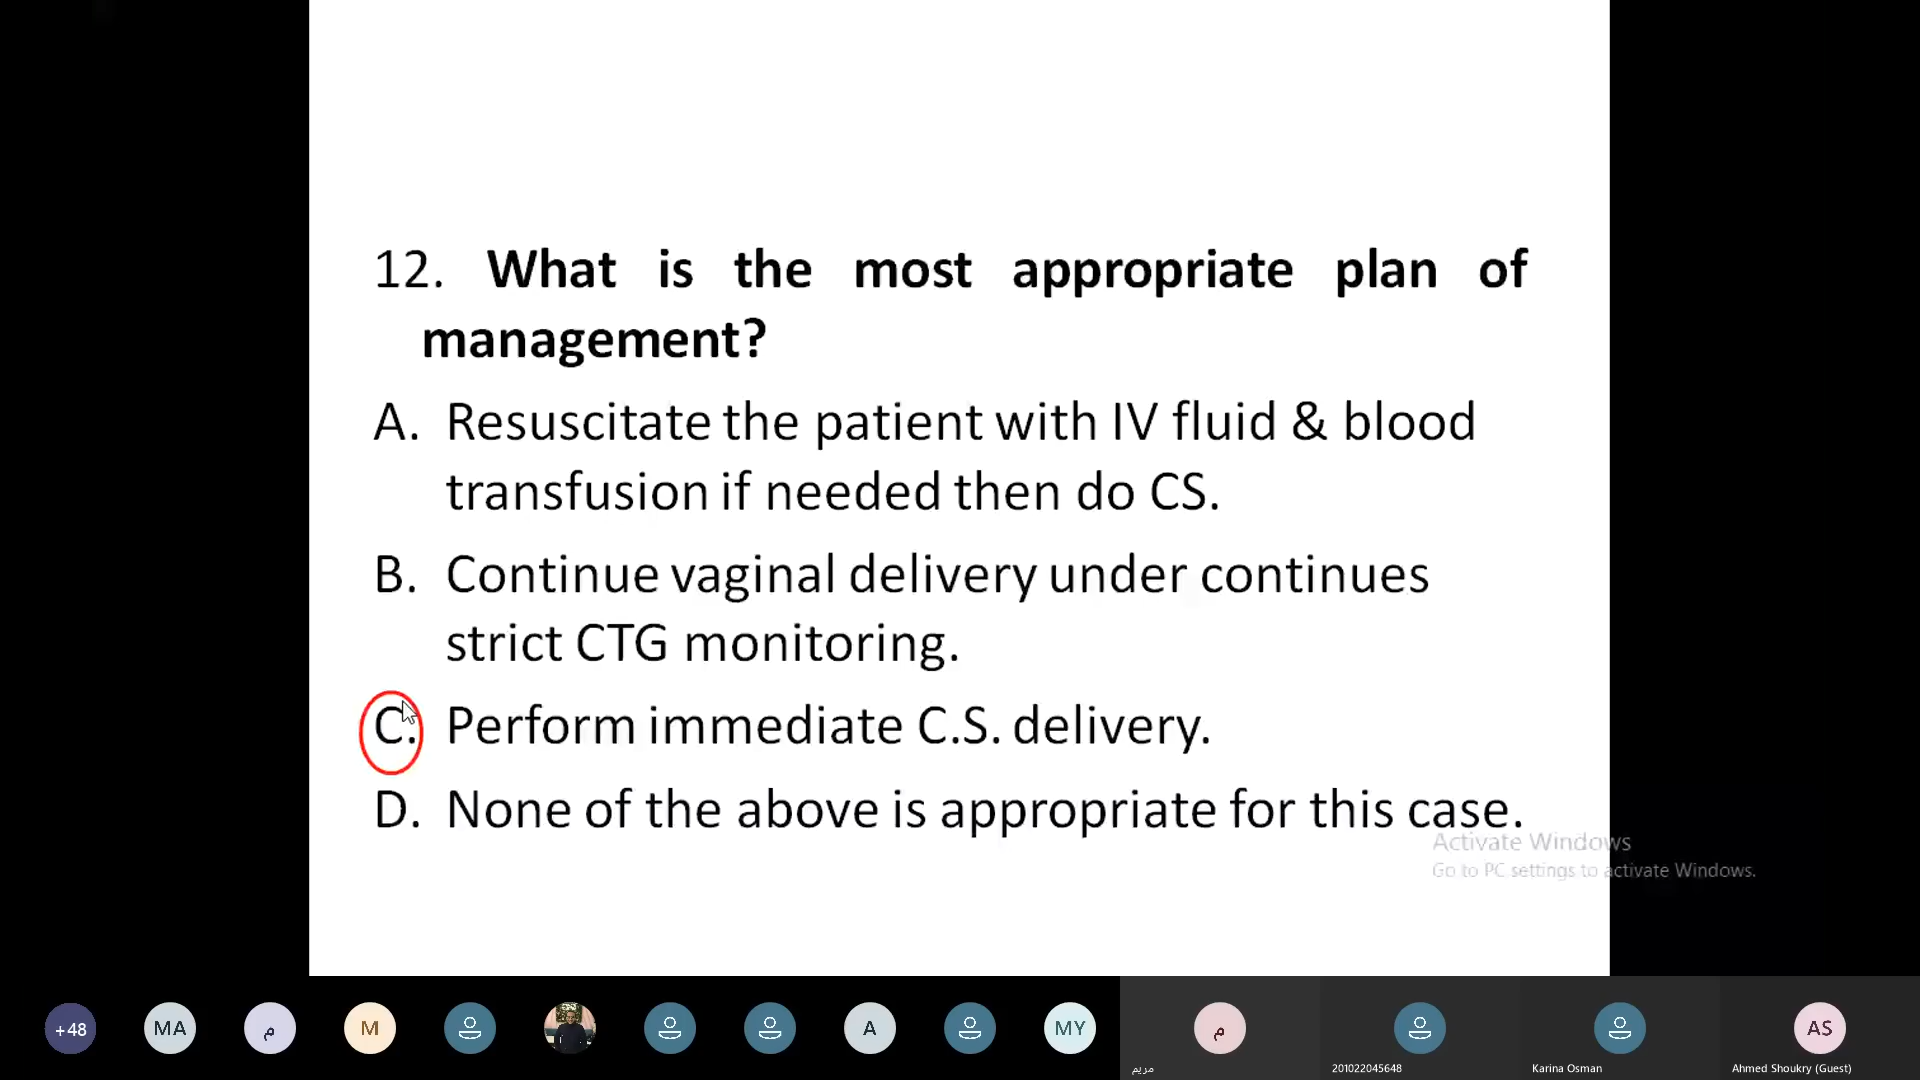 12. What is the most appropriate plan of
management?
A. Resuscitate the patient with IV fluid & blood
transfusion if needed then do CS.
B. Continue vaginal delivery under continues
strict CTG monitoring.
C. Perform immediate C.S. delivery.
D. None of the above is appropriate for this case.
Activate Windows
Go to PC settings to activate Windows.
+48 MA م M A MY م AS
مريم 201022045648 Karina Osman Ahmed Shoukry (Guest)